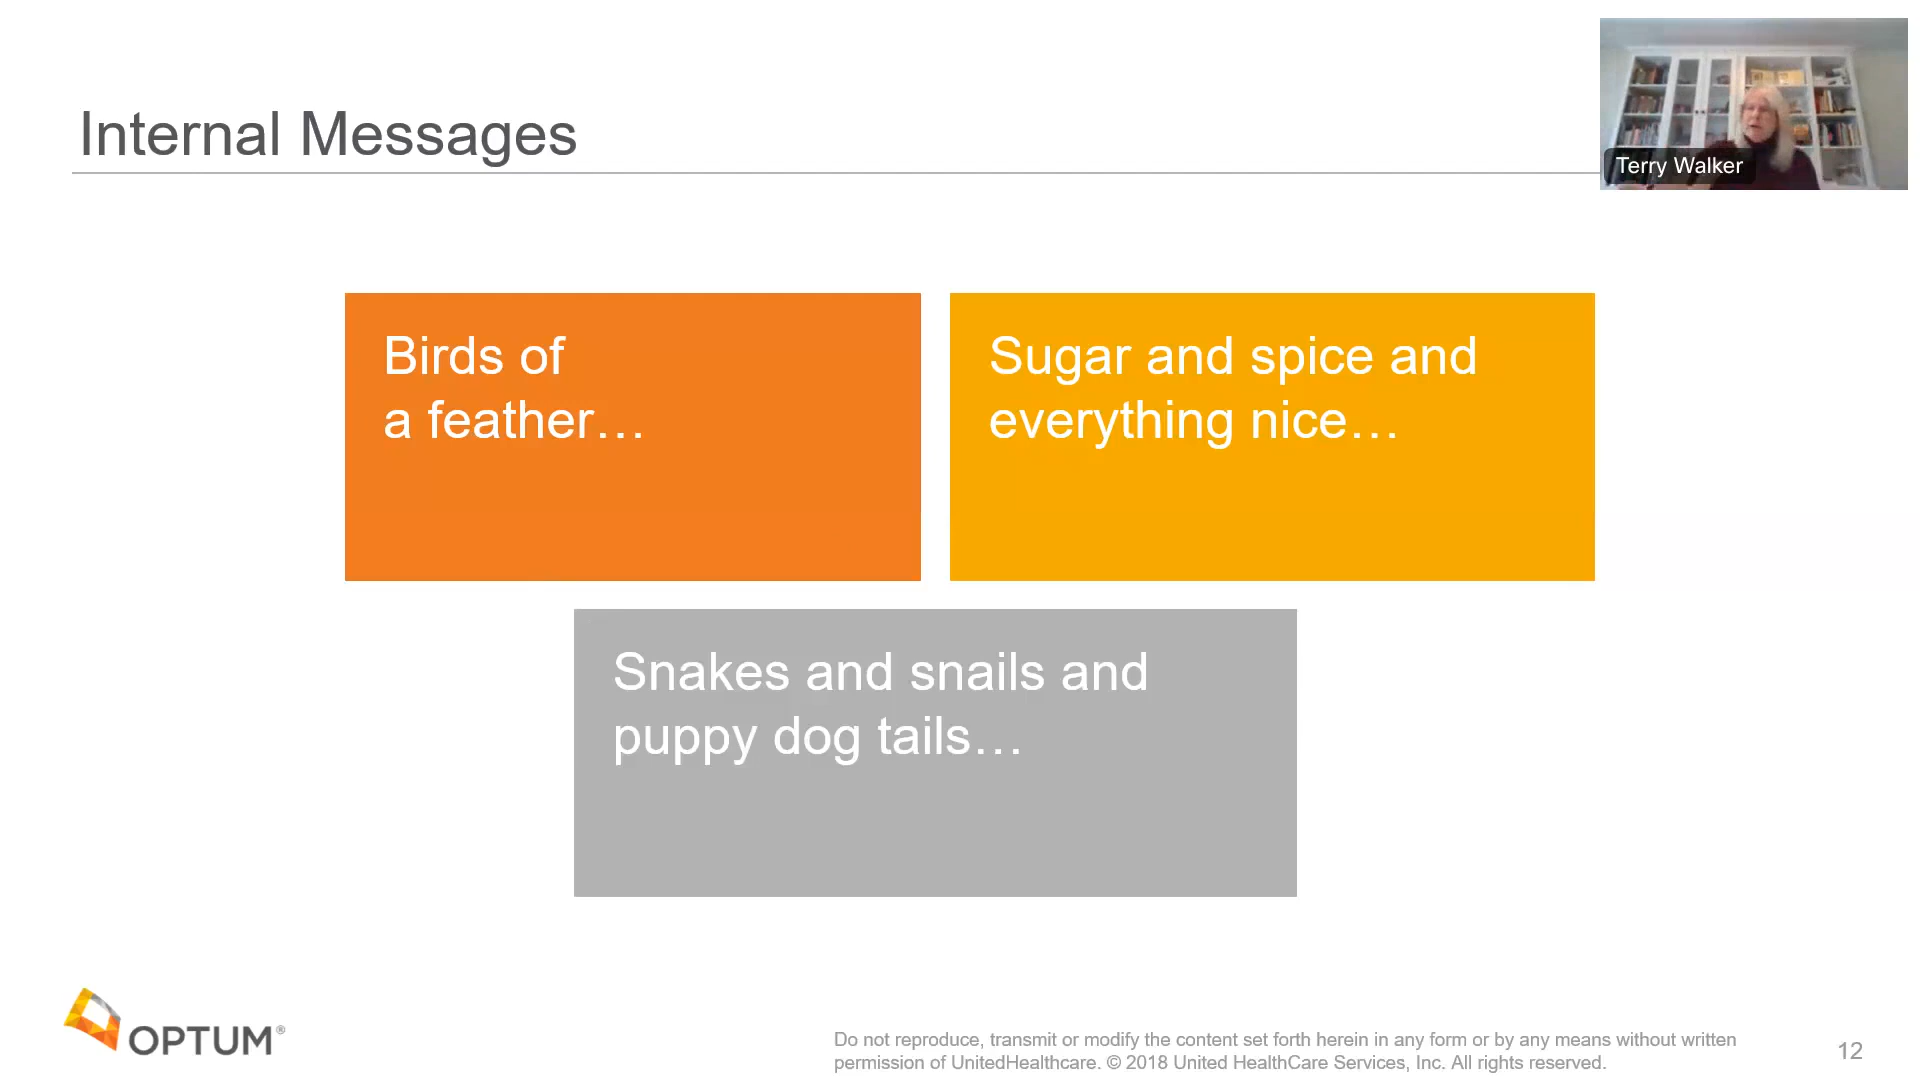 Internal Messages
Terry Walker
Birds of
a feather…
Sugar and spice and
everything nice…
Snakes and snails and
puppy dog tails…
OPTUM®
Do not reproduce, transmit or modify the content set forth herein in any form or by any means without written
permission of UnitedHealthcare. © 2018 United HealthCare Services, Inc. All rights reserved.
12